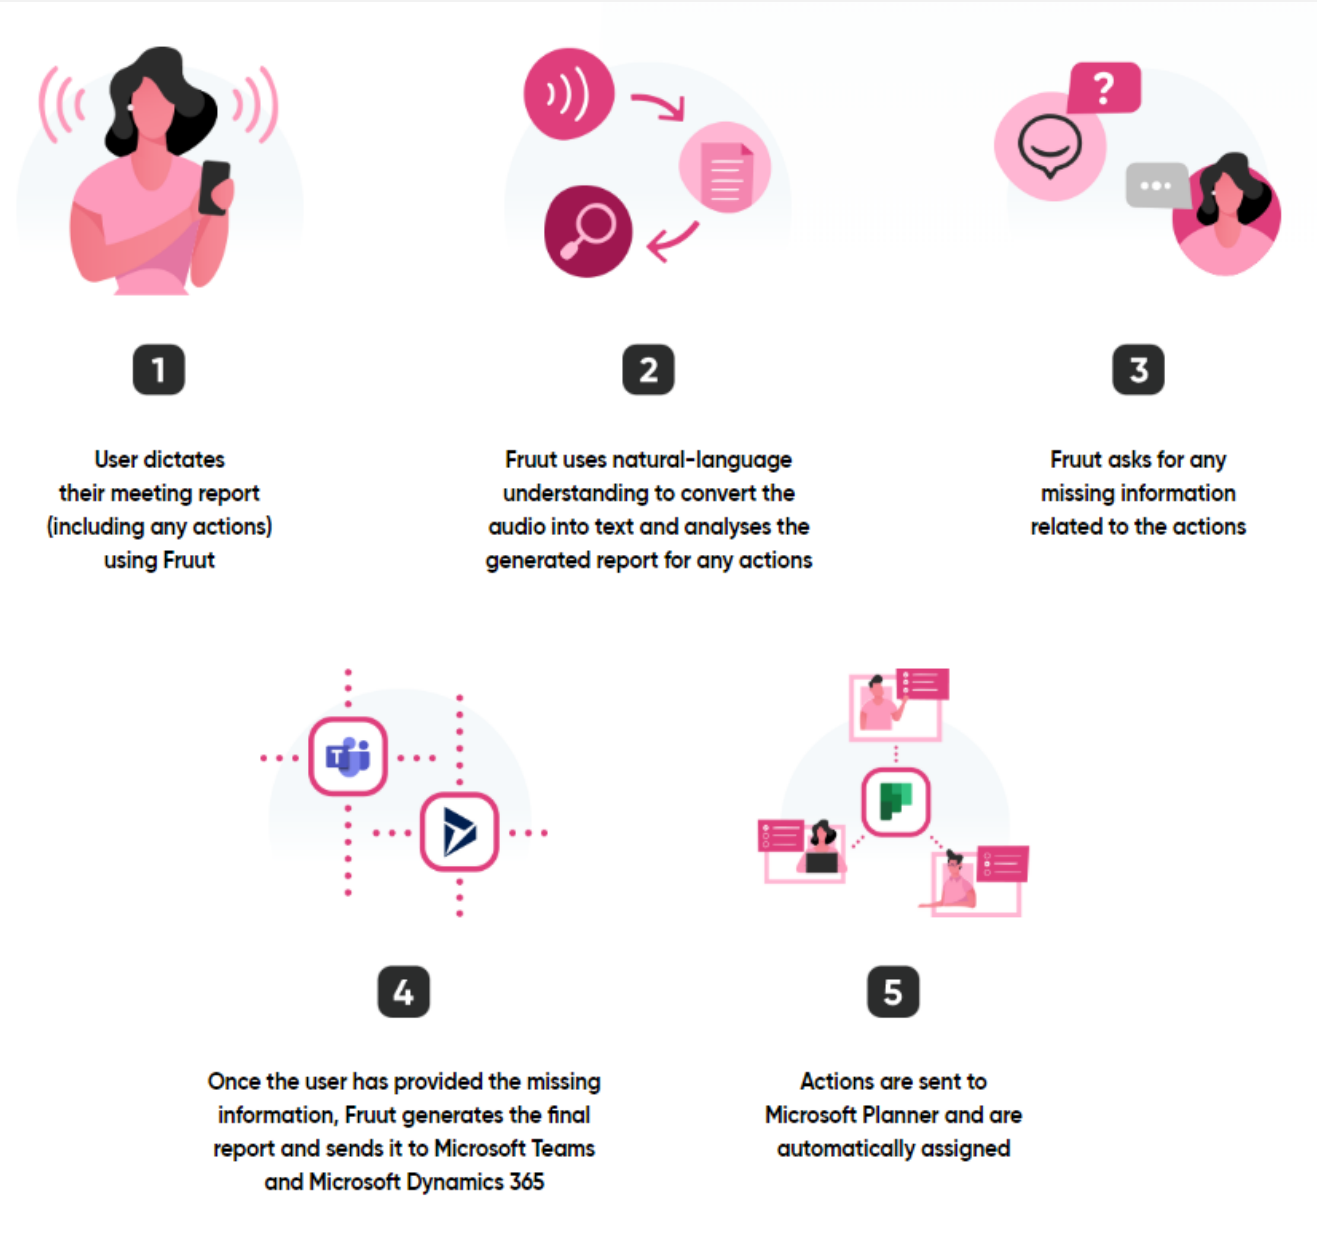 ?
1
2
3
User dictates
their meeting report
(including any actions)
using Fruut
Fruut uses natural-language
understanding to convert the
audio into text and analyses the
generated report for any actions
Fruut asks for any
missing information
related to the actions
T
4
5
Once the user has provided the missing
information, Fruut generates the final
report and sends it to Microsoft Teams
and Microsoft Dynamics 365
Actions are sent to
Microsoft Planner and are
automatically assigned